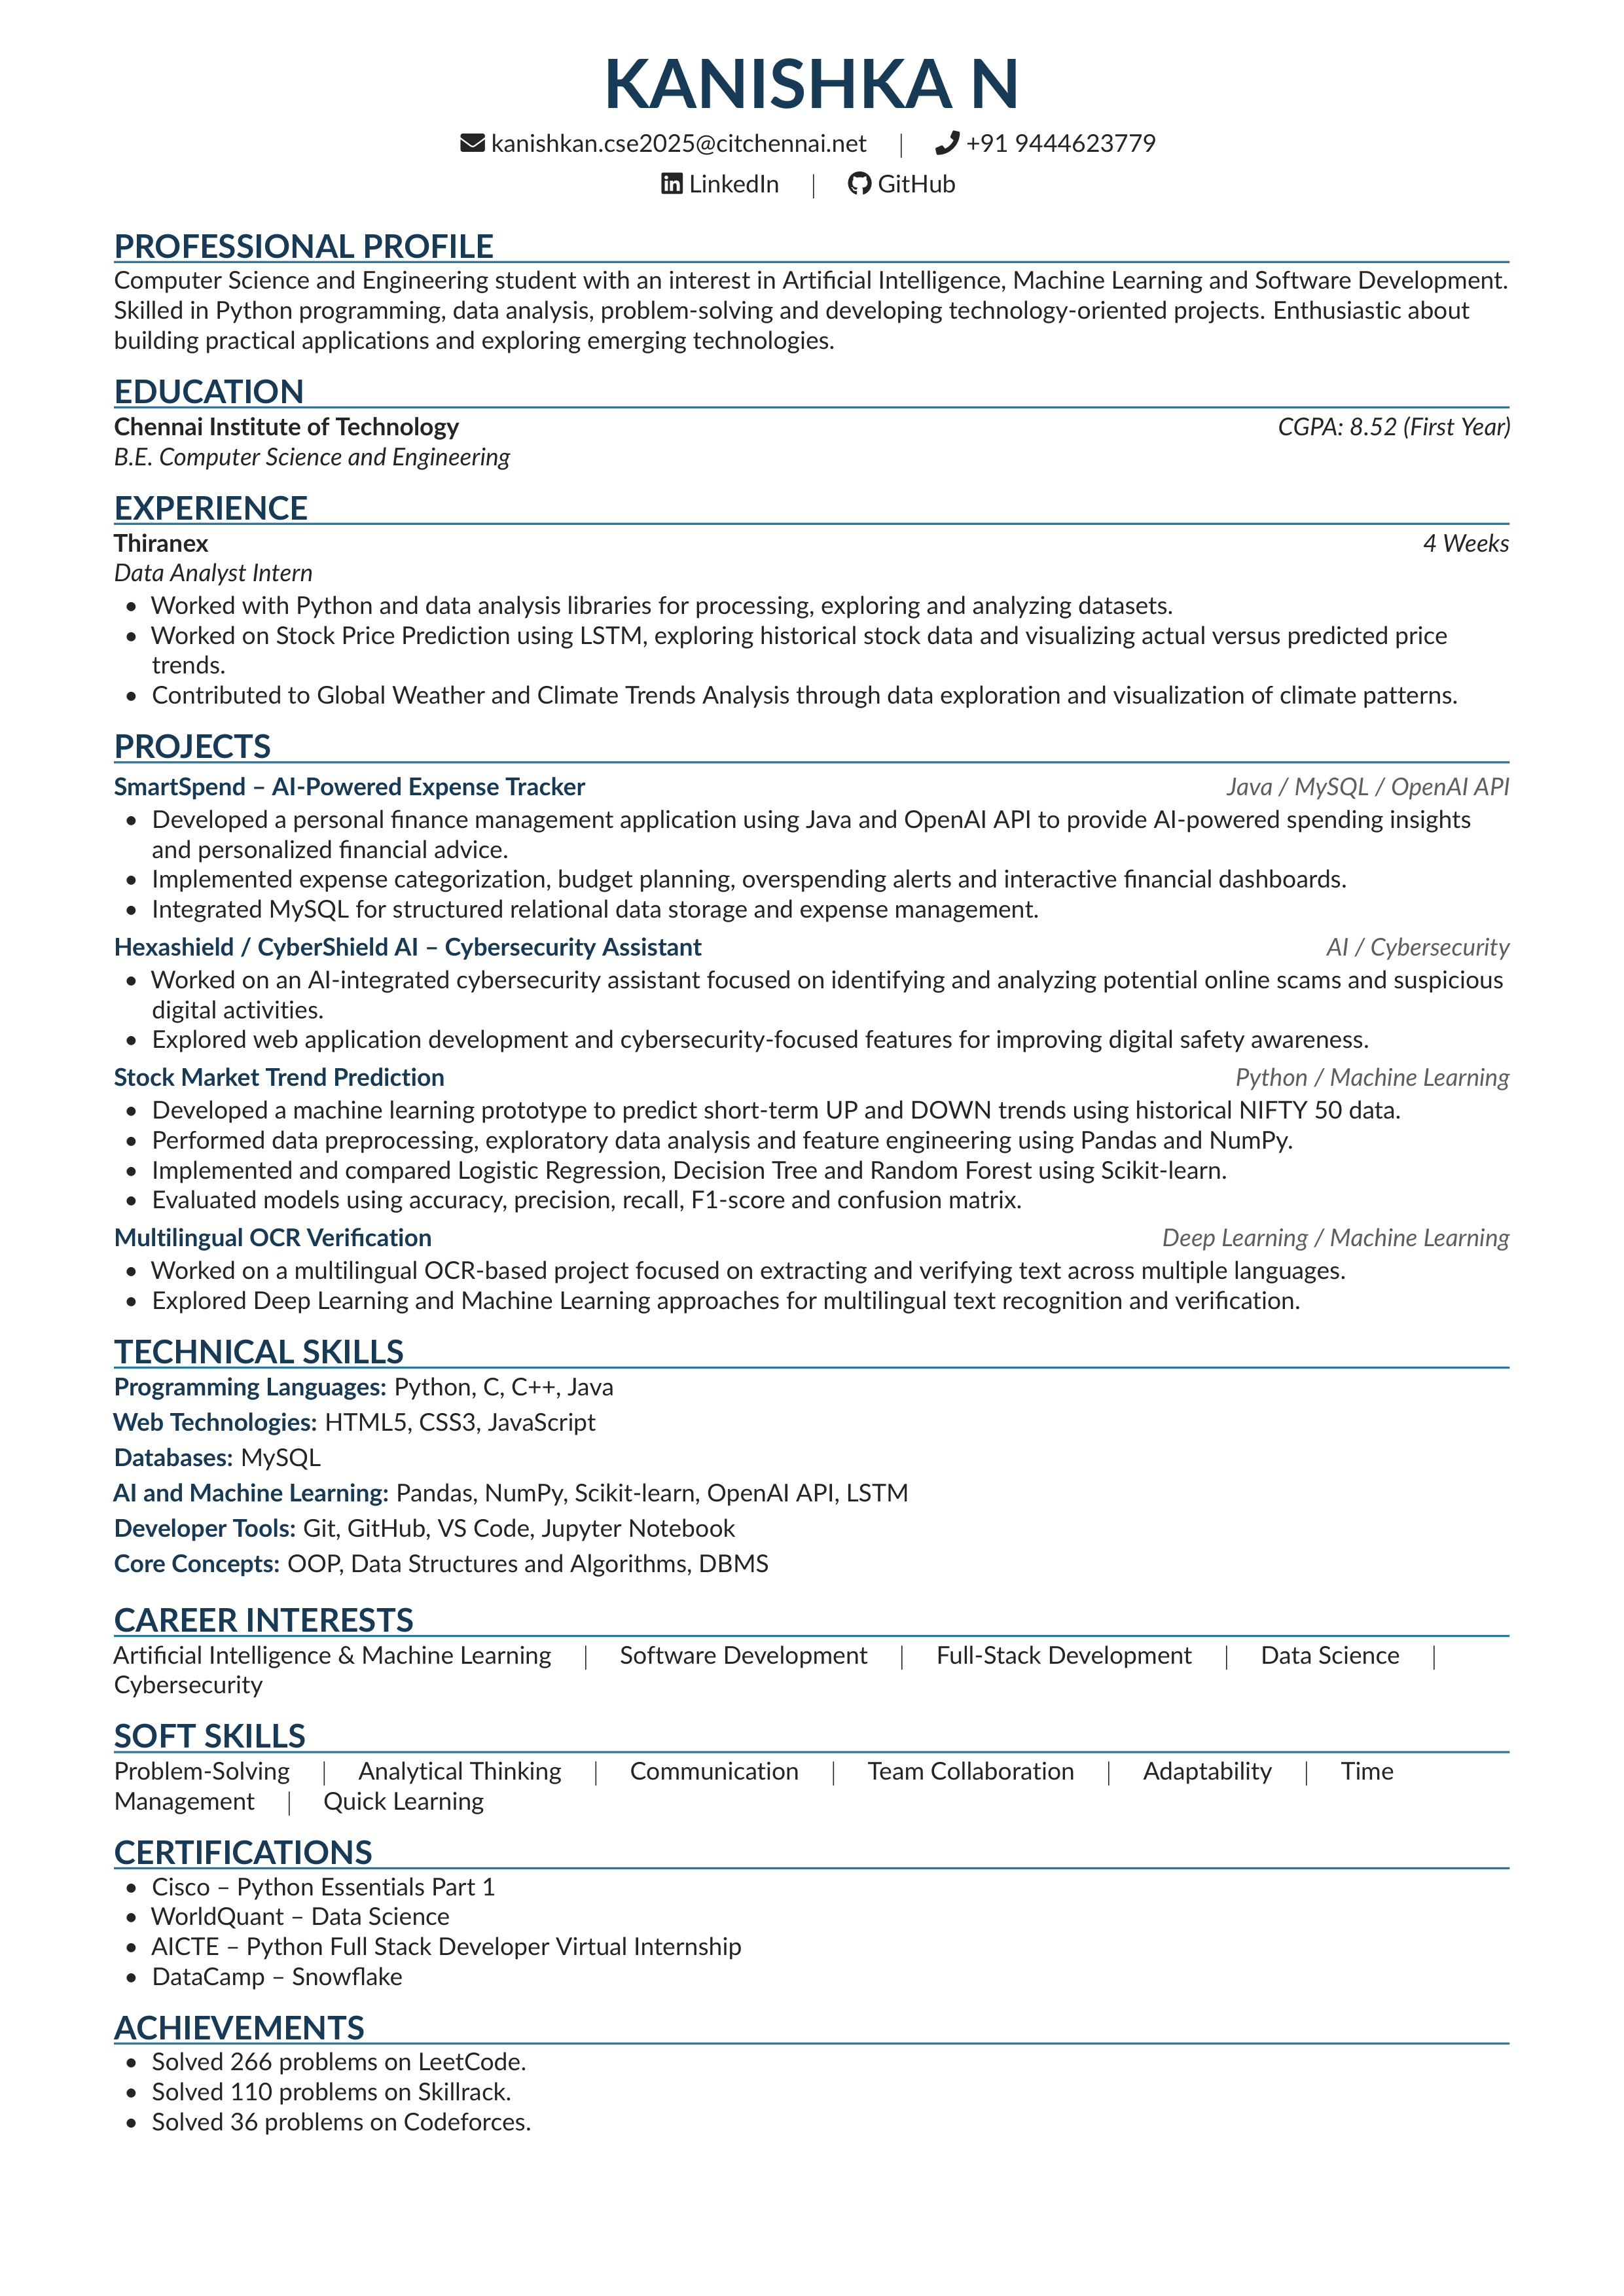 KANISHKA N
kanishkan.cse2025@citchennai.net | +91 9444623779
LinkedIn | GitHub
PROFESSIONAL PROFILE
Computer Science and Engineering student with an interest in Artificial Intelligence, Machine Learning and Software Development.
Skilled in Python programming, data analysis, problem-solving and developing technology-oriented projects. Enthusiastic about
building practical applications and exploring emerging technologies.
EDUCATION
Chennai Institute of Technology CGPA: 8.52 (First Year)
B.E. Computer Science and Engineering
EXPERIENCE
Thiranex 4 Weeks
Data Analyst Intern
• Worked with Python and data analysis libraries for processing, exploring and analyzing datasets.
• Worked on Stock Price Prediction using LSTM, exploring historical stock data and visualizing actual versus predicted price
trends.
• Contributed to Global Weather and Climate Trends Analysis through data exploration and visualization of climate patterns.
PROJECTS
SmartSpend – AI-Powered Expense Tracker Java / MySQL / OpenAI API
• Developed a personal finance management application using Java and OpenAI API to provide AI-powered spending insights
and personalized financial advice.
• Implemented expense categorization, budget planning, overspending alerts and interactive financial dashboards.
• Integrated MySQL for structured relational data storage and expense management.
Hexashield / CyberShield AI – Cybersecurity Assistant AI / Cybersecurity
• Worked on an AI-integrated cybersecurity assistant focused on identifying and analyzing potential online scams and suspicious
digital activities.
• Explored web application development and cybersecurity-focused features for improving digital safety awareness.
Stock Market Trend Prediction Python / Machine Learning
• Developed a machine learning prototype to predict short-term UP and DOWN trends using historical NIFTY 50 data.
• Performed data preprocessing, exploratory data analysis and feature engineering using Pandas and NumPy.
• Implemented and compared Logistic Regression, Decision Tree and Random Forest using Scikit-learn.
• Evaluated models using accuracy, precision, recall, F1-score and confusion matrix.
Multilingual OCR Verification Deep Learning / Machine Learning
• Worked on a multilingual OCR-based project focused on extracting and verifying text across multiple languages.
• Explored Deep Learning and Machine Learning approaches for multilingual text recognition and verification.
TECHNICAL SKILLS
Programming Languages: Python, C, C++, Java
Web Technologies: HTML5, CSS3, JavaScript
Databases: MySQL
AI and Machine Learning: Pandas, NumPy, Scikit-learn, OpenAI API, LSTM
Developer Tools: Git, GitHub, VS Code, Jupyter Notebook
Core Concepts: OOP, Data Structures and Algorithms, DBMS
CAREER INTERESTS
Artificial Intelligence & Machine Learning | Software Development | Full-Stack Development | Data Science |
Cybersecurity
SOFT SKILLS
Problem-Solving | Analytical Thinking | Communication | Team Collaboration | Adaptability | Time
Management | Quick Learning
CERTIFICATIONS
• Cisco – Python Essentials Part 1
• WorldQuant – Data Science
• AICTE – Python Full Stack Developer Virtual Internship
• DataCamp – Snowflake
ACHIEVEMENTS
• Solved 266 problems on LeetCode.
• Solved 110 problems on Skillrack.
• Solved 36 problems on Codeforces.